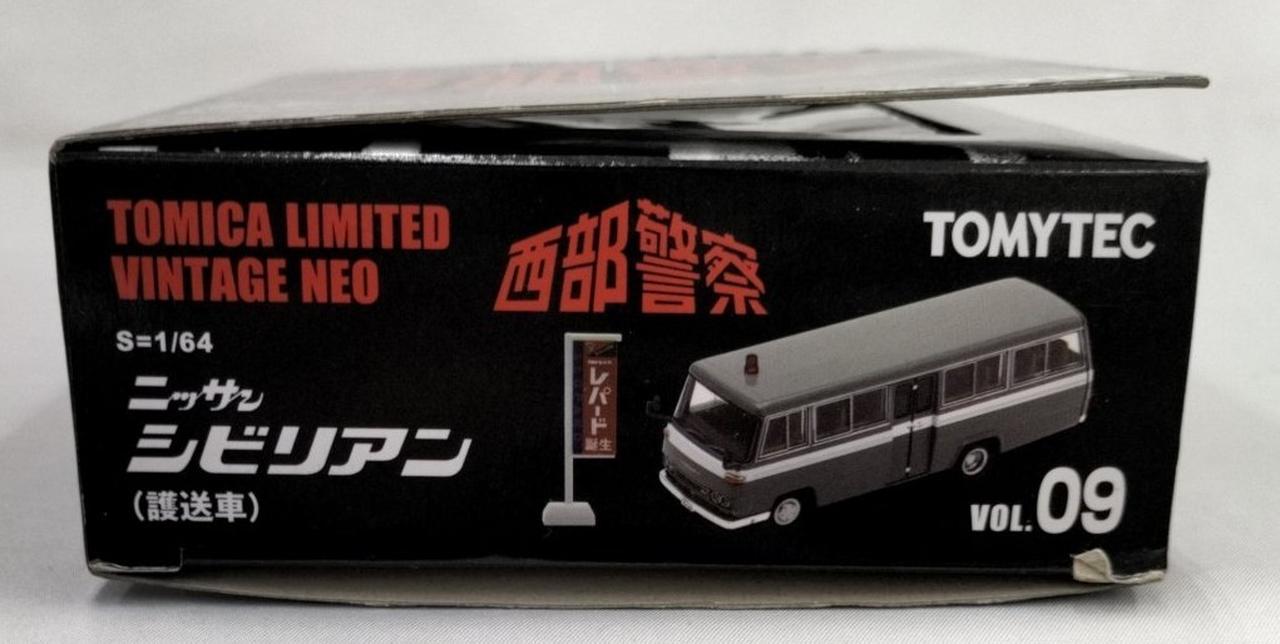 TOMICA LIMITED
VINTAGE NEO
西部警察
TOMYTEC
S=1/64
ニッサン
シビリアン
(護送車)
レパード
誕生
VOL.09